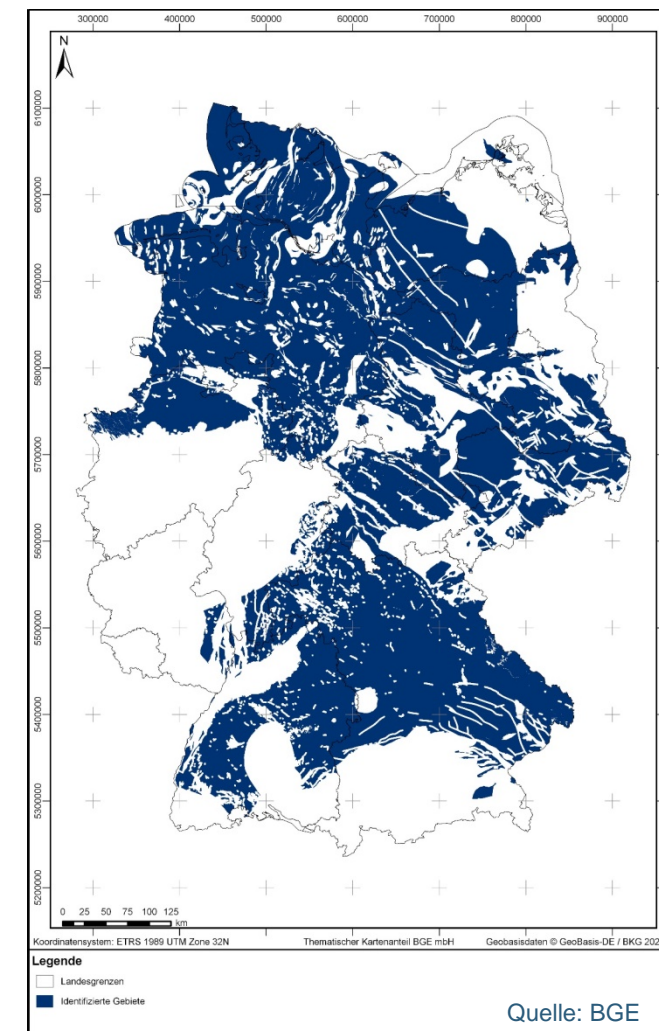 300000 400000 500000 600000 700000 800000 900000
N
6100000
6000000
5900000
5800000
5700000
5600000
5500000
5400000
5300000
5200000
0 25 50 75 100 125
km
Koordinatensystem: ETRS 1989 UTM Zone 32N Thematischer Kartenanteil BGE mbH Geobasisdaten © GeoBasis-DE / BKG 202
Legende
Landesgrenzen
Identifizierte Gebiete
Quelle: BGE